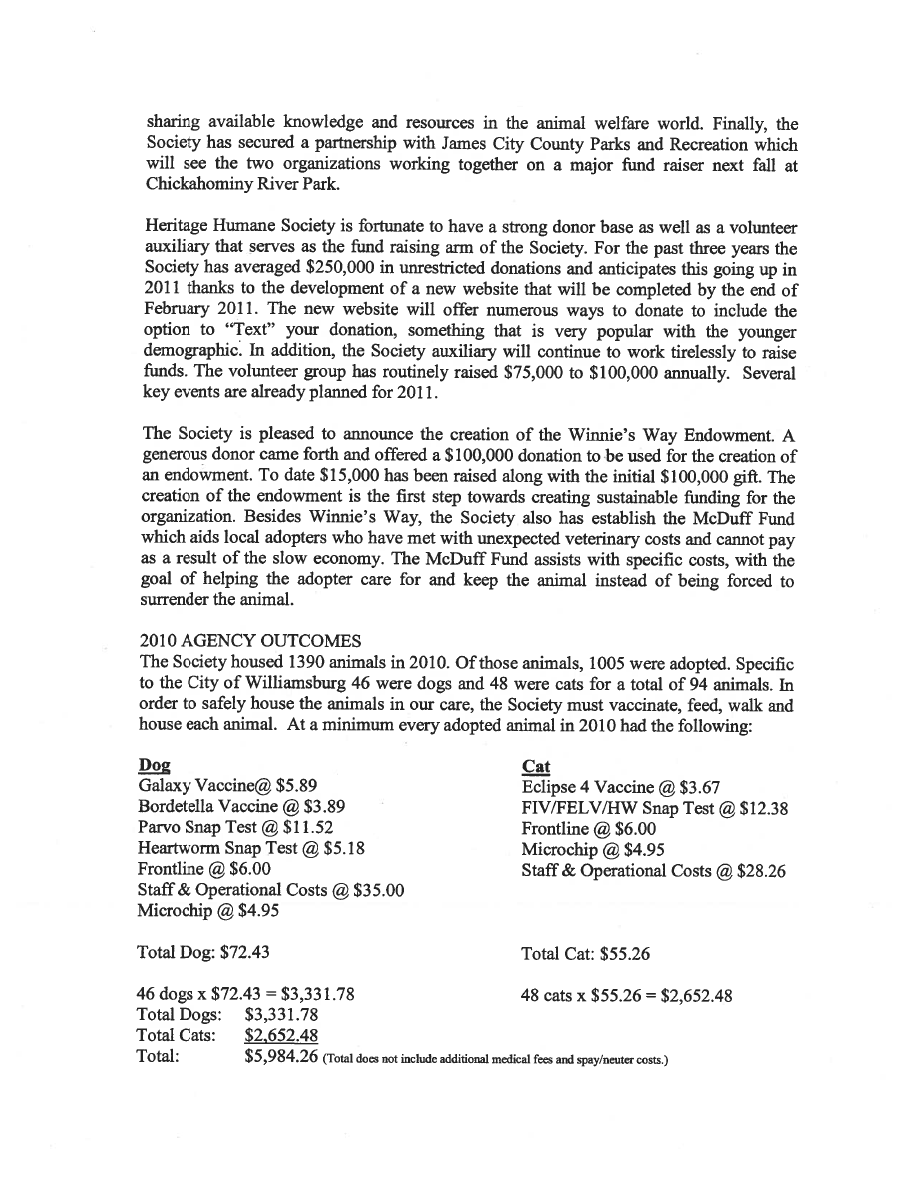 sharing available knowledge and resources in the animal welfare world. Finally, the
Society has secured a partnership with James City County Parks and Recreation which
will see the two organizations working together on a major fund raiser next fall at
Chickahominy River Park.
Heritage Humane Society is fortunate to have a strong donor base as well as a volunteer
auxiliary that serves as the fund raising arm of the Society. For the past three years the
Society has averaged $250,000 in unrestricted donations and anticipates this going up in
2011 thanks to the development of a new website that will be completed by the end of
February 2011. The new website will offer numerous ways to donate to include the
option to “Text” your donation, something that is very popular with the younger
demographic. In addition, the Society auxiliary will continue to work tirelessly to raise
funds. The volunteer group has routinely raised $75,000 to $100,000 annually. Several
key events are already planned for 2011.
The Society is pleased to announce the creation of the Winnie’s Way Endowment. A
generous donor came forth and offered a $100,000 donation to be used for the creation of
an endowment. To date $15,000 has been raised along with the initial $100,000 gift. The
creation of the endowment is the first step towards creating sustainable funding for the
organization. Besides Winnie’s Way, the Society also has establish the McDuff Fund
which aids local adopters who have met with unexpected veterinary costs and cannot pay
as a result of the slow economy. The McDuff Fund assists with specific costs, with the
goal of helping the adopter care for and keep the animal instead of being forced to
surrender the animal.
2010 AGENCY OUTCOMES
The Society housed 1390 animals in 2010. Of those animals, 1005 were adopted. Specific
to the City of Williamsburg 46 were dogs and 48 were cats for a total of 94 animals. In
order to safely house the animals in our care, the Society must vaccinate, feed, walk and
house each animal. At a minimum every adopted animal in 2010 had the following:
Dog
Galaxy Vaccine@ $5.89
Bordetella Vaccine @ $3.89
Parvo Snap Test @ $11.52
Heartworm Snap Test @ $5.18
Frontline @ $6.00
Staff & Operational Costs @ $35.00
Microchip @ $4.95
Cat
Eclipse 4 Vaccine @ $3.67
FIV/FELV/HW Snap Test @ $12.38
Frontline @ $6.00
Microchip @ $4.95
Staff & Operational Costs @ $28.26
Total Dog: $72.43
Total Cat: $55.26
46 dogs x $72.43 = $3,331.78
48 cats x $55.26 = $2,652.48
Total Dogs: $3,331.78
Total Cats: $2,652.48
Total: $5,984.26 (Total does not include additional medical fees and spay/neuter costs.)